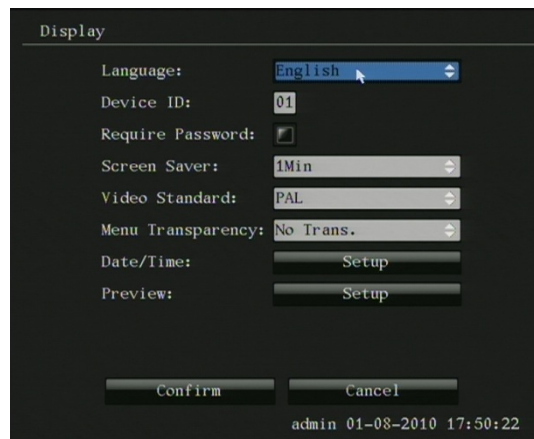 Display
Language: English
Device ID: 01
Require Password:
Screen Saver: 1Min
Video Standard: PAL
Menu Transparency: No Trans.
Date/Time: Setup
Preview: Setup
Confirm Cancel
admin 01-08-2010 17:50:22